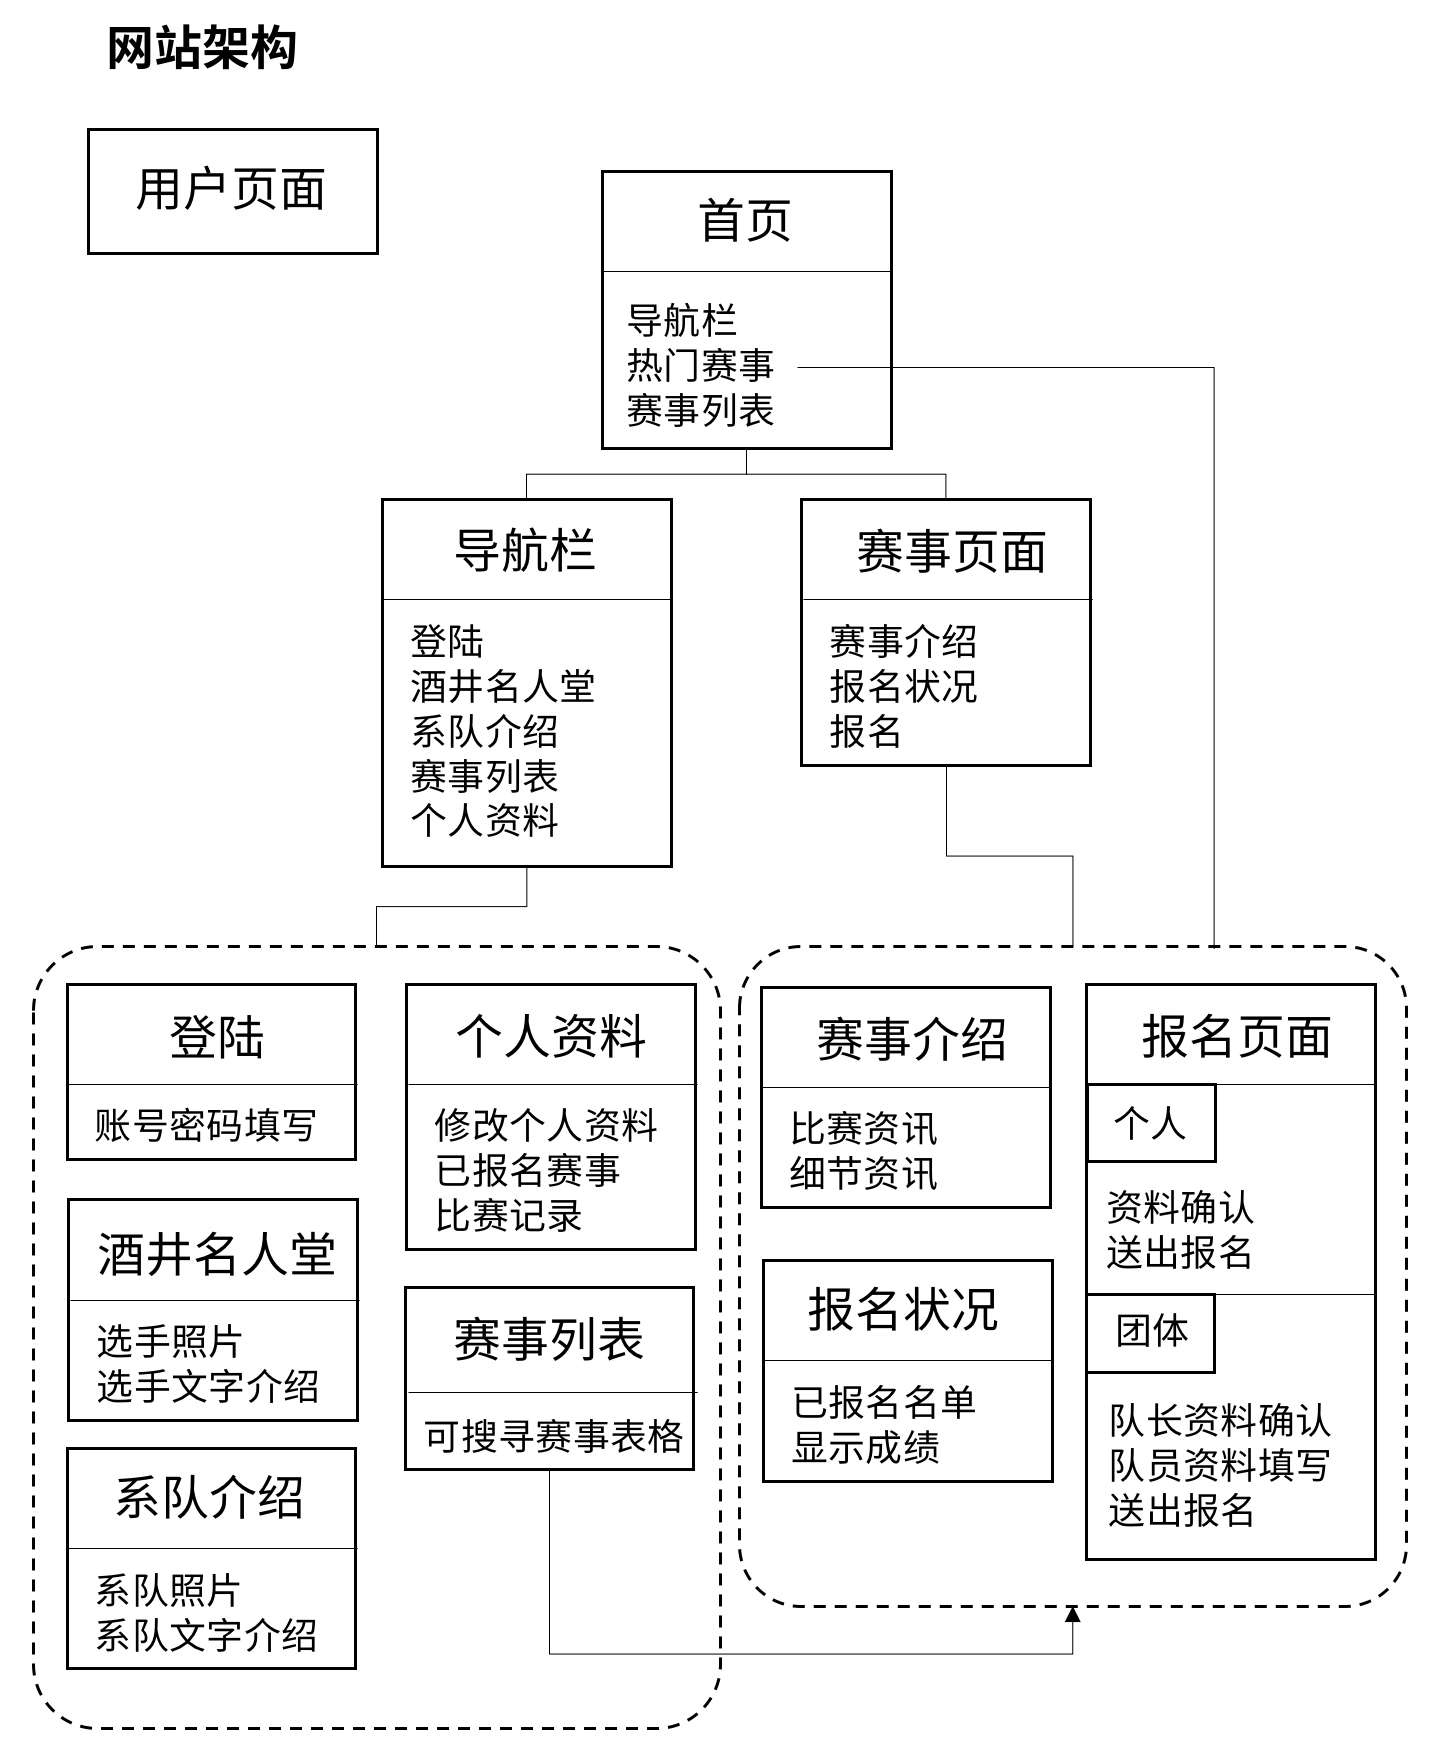 网站架构
用户页面
首页
导航栏
热门赛事
赛事列表
导航栏
登陆
酒井名人堂
系队介绍
赛事列表
个人资料
赛事页面
赛事介绍
报名状况
报名
登陆
账号密码填写
酒井名人堂
选手照片
选手文字介绍
系队介绍
系队照片
系队文字介绍
个人资料
修改个人资料
已报名赛事
比赛记录
赛事列表
可搜寻赛事表格
赛事介绍
比赛资讯
细节资讯
报名状况
已报名名单
显示成绩
报名页面
个人
资料确认
送出报名
团体
队长资料确认
队员资料填写
送出报名